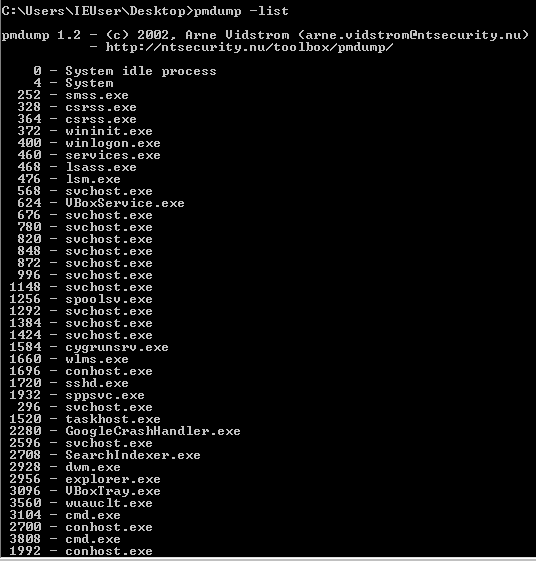 C:\Users\IEUser\Desktop>pmdump -list
pmdump 1.2 - (c) 2002, Arne Vidstrom (arne.vidstrom@ntsecurity.nu)
- http://ntsecurity.nu/toolbox/pmdump/
0 - System idle process
4 - System
252 - smss.exe
328 - csrss.exe
364 - csrss.exe
372 - wininit.exe
400 - winlogon.exe
460 - services.exe
468 - lsass.exe
476 - lsm.exe
568 - svchost.exe
624 - VBoxService.exe
676 - svchost.exe
780 - svchost.exe
820 - svchost.exe
848 - svchost.exe
872 - svchost.exe
996 - svchost.exe
1148 - svchost.exe
1256 - spoolsv.exe
1292 - svchost.exe
1384 - svchost.exe
1424 - svchost.exe
1584 - cygrunsrv.exe
1660 - wlms.exe
1696 - conhost.exe
1720 - sshd.exe
1932 - sppsvc.exe
296 - svchost.exe
1520 - taskhost.exe
2280 - GoogleCrashHandler.exe
2596 - svchost.exe
2708 - SearchIndexer.exe
2928 - dwm.exe
2956 - explorer.exe
3096 - VBoxTray.exe
3560 - wuauclt.exe
3104 - cmd.exe
2700 - conhost.exe
3808 - cmd.exe
1992 - conhost.exe